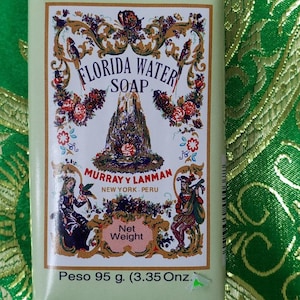 FLORIDA WATER
SOAP
MURRAY Y LANMAN
NEW YORK - PERU
Net
Weight
Peso 95 g. (3.35 Onz.